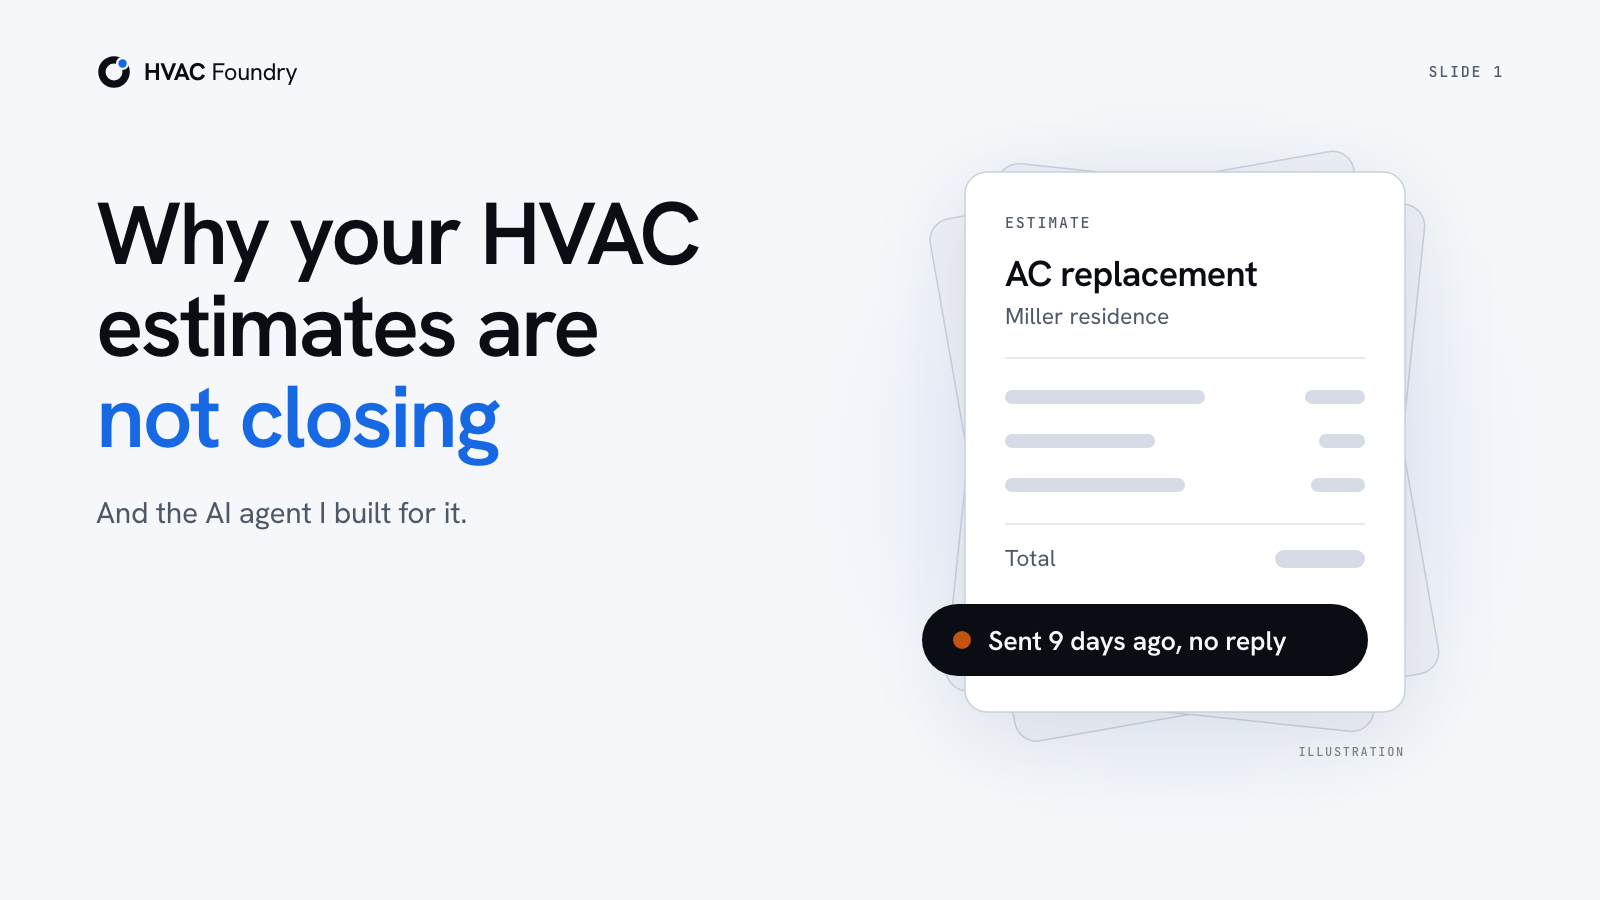 HVAC Foundry
SLIDE 1
Why your HVAC
estimates are
not closing
And the AI agent I built for it.
ESTIMATE
AC replacement
Miller residence
Total
Sent 9 days ago, no reply
ILLUSTRATION